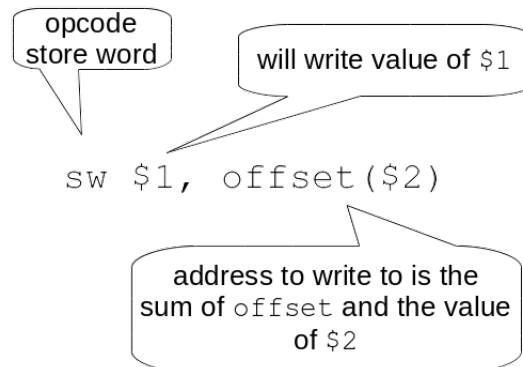 opcode
store word
will write value of $1
sw $1, offset($2)
address to write to is the
sum of offset and the value
of $2